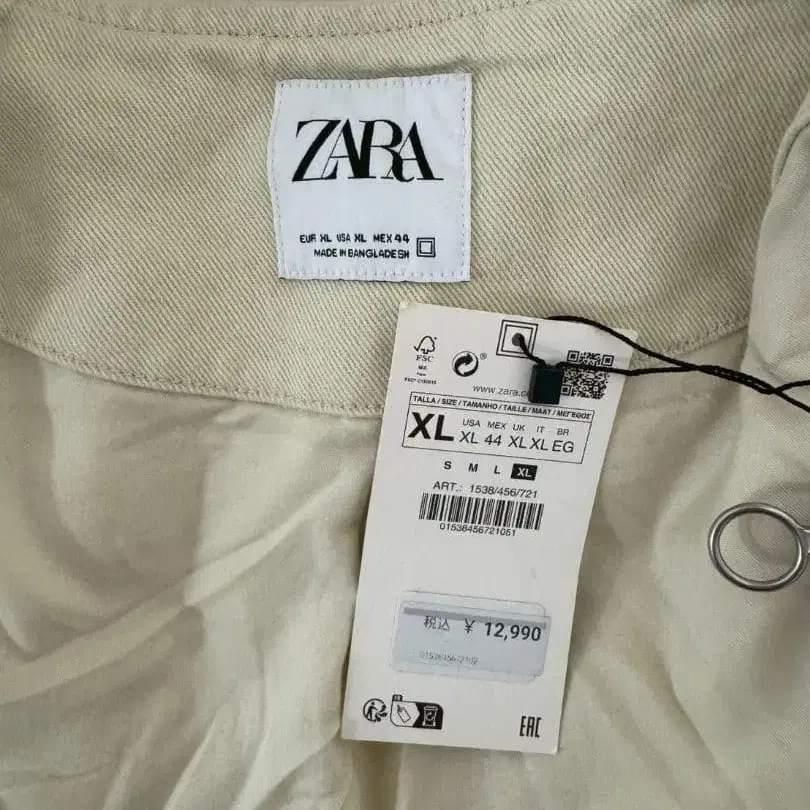 ZARA
EUR XL USA XL MEX 44
MADE IN BANGLADESH
FSC
MIX
www.zara.c
TALLA / SIZE / TAMANHO / TAILLE / MAAT / МЕГЕӨӨЕ
XL
USA MEX UK IT BR
XL 44 XL XL EG
S M L XL
ART.: 1538/456/721
01538456721051
税込 ¥ 12,990
EAC